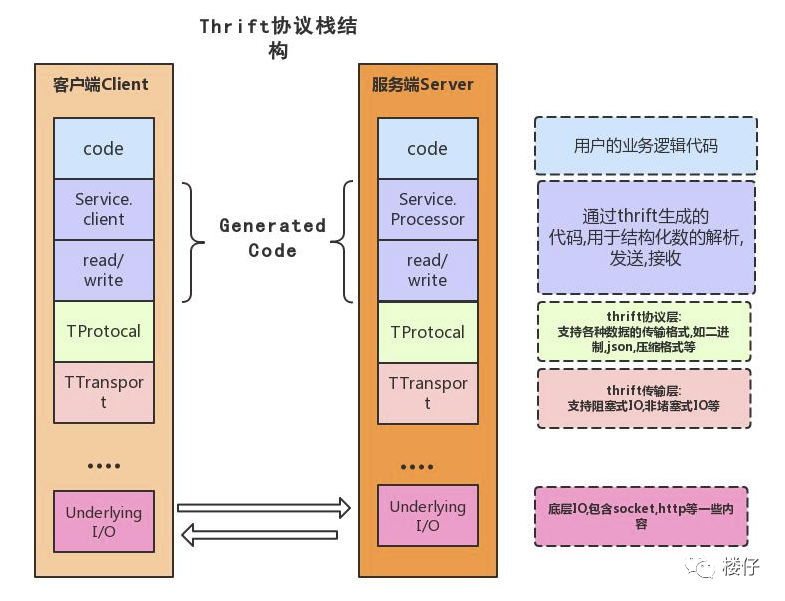 Thrift协议栈结
构
客户端Client
code
Service.
client
read/
write
TProtocal
TTranspor
t
....
Underlying
I/O
Generated
Code
服务端Server
code
Service.
Processor
read/
write
TProtocal
TTranspor
t
....
Underlying
I/O
用户的业务逻辑代码
通过thrift生成的
代码,用于结构化数的解析,
发送,接收
thrift协议层:
支持各种数据的传输格式,如二进
制,json,压缩格式等
thrift传输层:
支持阻塞式IO,非堵塞式IO等
底层IO,包含socket,http等一些内
容
楼仔